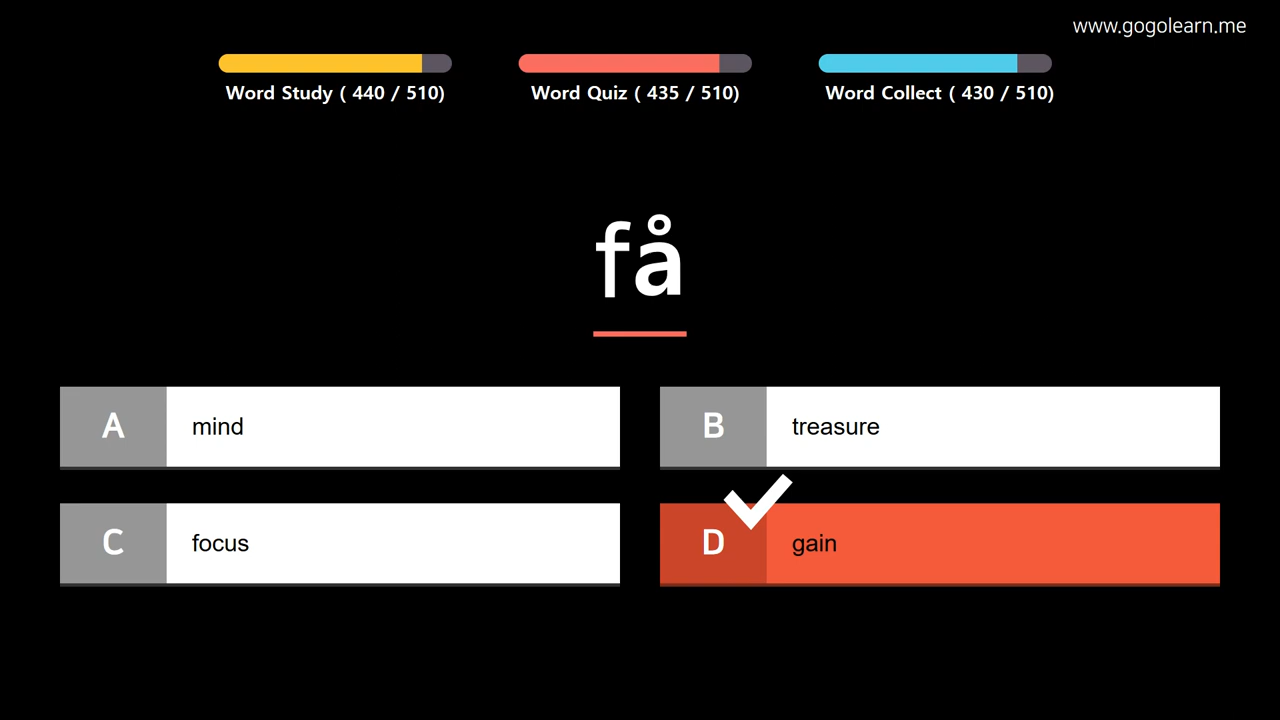 www.gogolearn.me
Word Study ( 440 / 510)
Word Quiz ( 435 / 510)
Word Collect ( 430 / 510)
få
A mind
B treasure
C focus
D gain